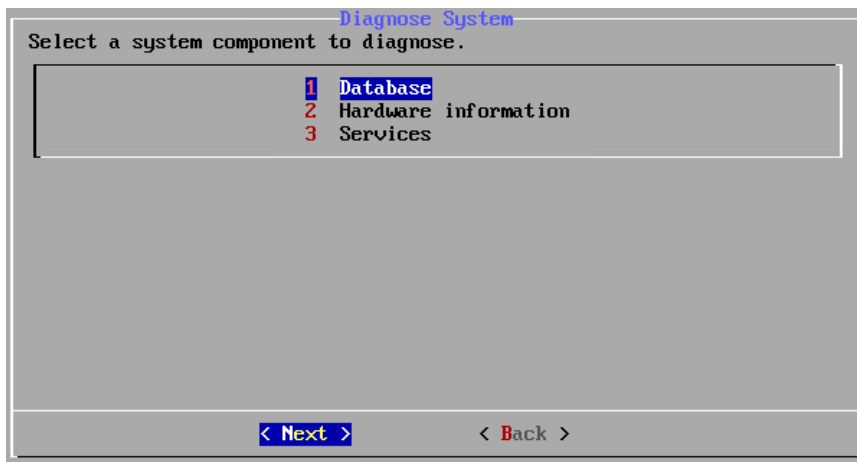 Diagnose System
Select a system component to diagnose.
1 Database
2 Hardware information
3 Services
< Next > < Back >